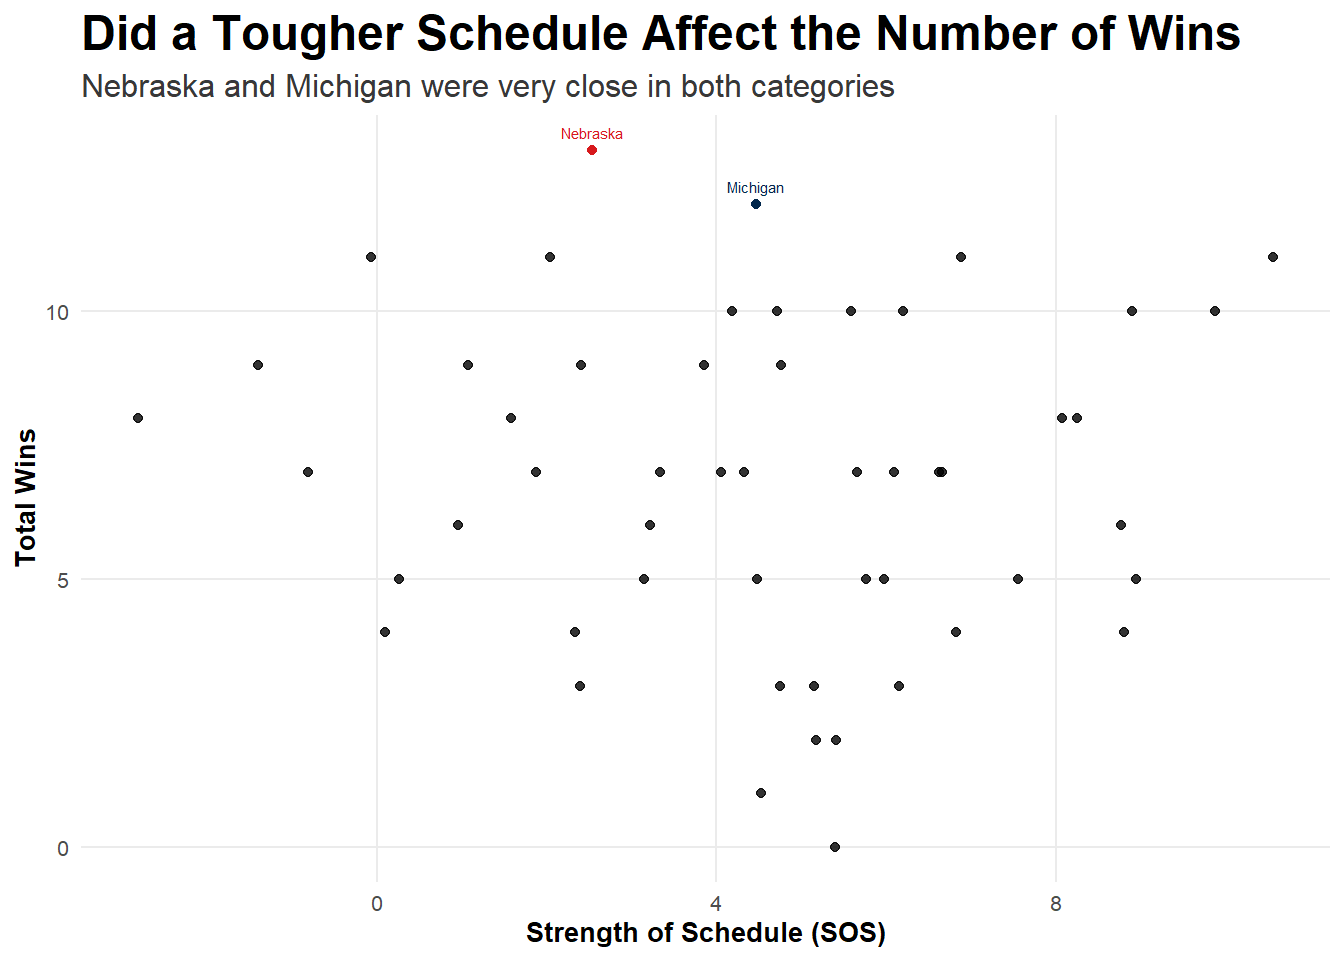 Did a Tougher Schedule Affect the Number of Wins
Nebraska and Michigan were very close in both categories
Nebraska
Michigan
10
5
0
Total Wins
0 4 8
Strength of Schedule (SOS)